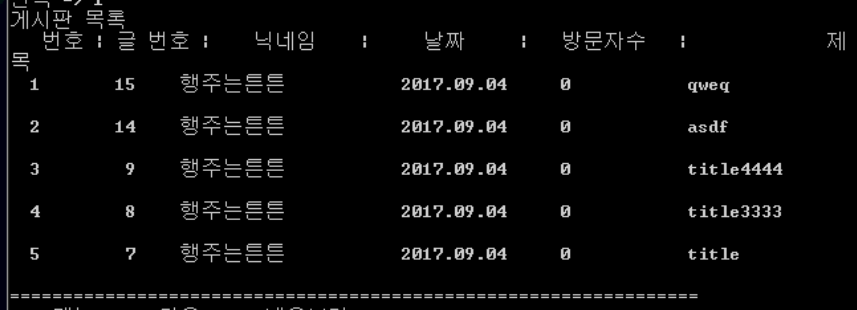 게시판 목록
번호 : 글 번호 : 닉네임 : 날짜 : 방문자수 : 제
목
1 15 행주는튼튼 2017.09.04 0 qweq
2 14 행주는튼튼 2017.09.04 0 asdf
3 9 행주는튼튼 2017.09.04 0 title4444
4 8 행주는튼튼 2017.09.04 0 title3333
5 7 행주는튼튼 2017.09.04 0 title
=================================================================